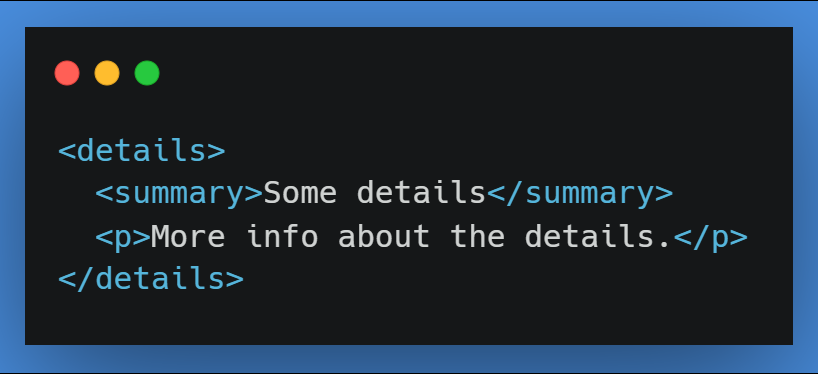 <details>
  <summary>Some details</summary>
  <p>More info about the details.</p>
</details>